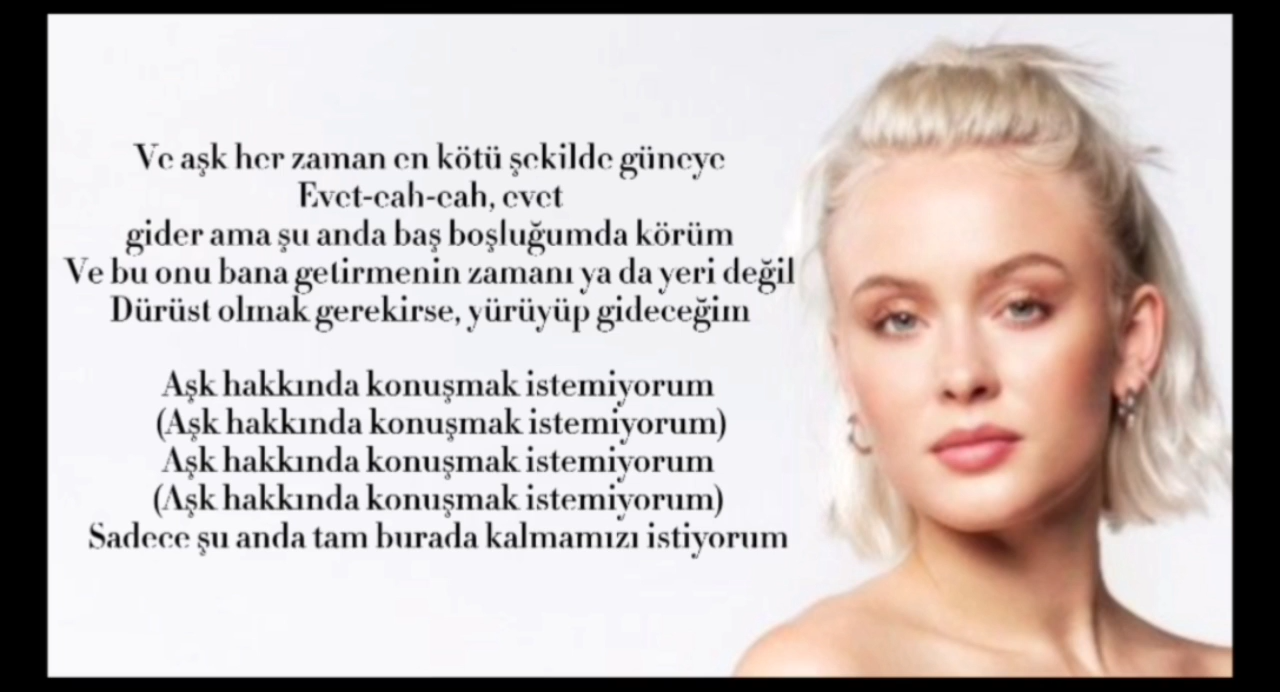 Ve aşk her zaman en kötü şekilde güneye
Evet-eah-eah, evet
gider ama şu anda baş boşluğumda körüm
Ve bu onu bana getirmenin zamanı ya da yeri değil
Dürüst olmak gerekirse, yürüyüp gideceğim
Aşk hakkında konuşmak istemiyorum
(Aşk hakkında konuşmak istemiyorum)
Aşk hakkında konuşmak istemiyorum
(Aşk hakkında konuşmak istemiyorum)
Sadece şu anda tam burada kalmamızı istiyorum